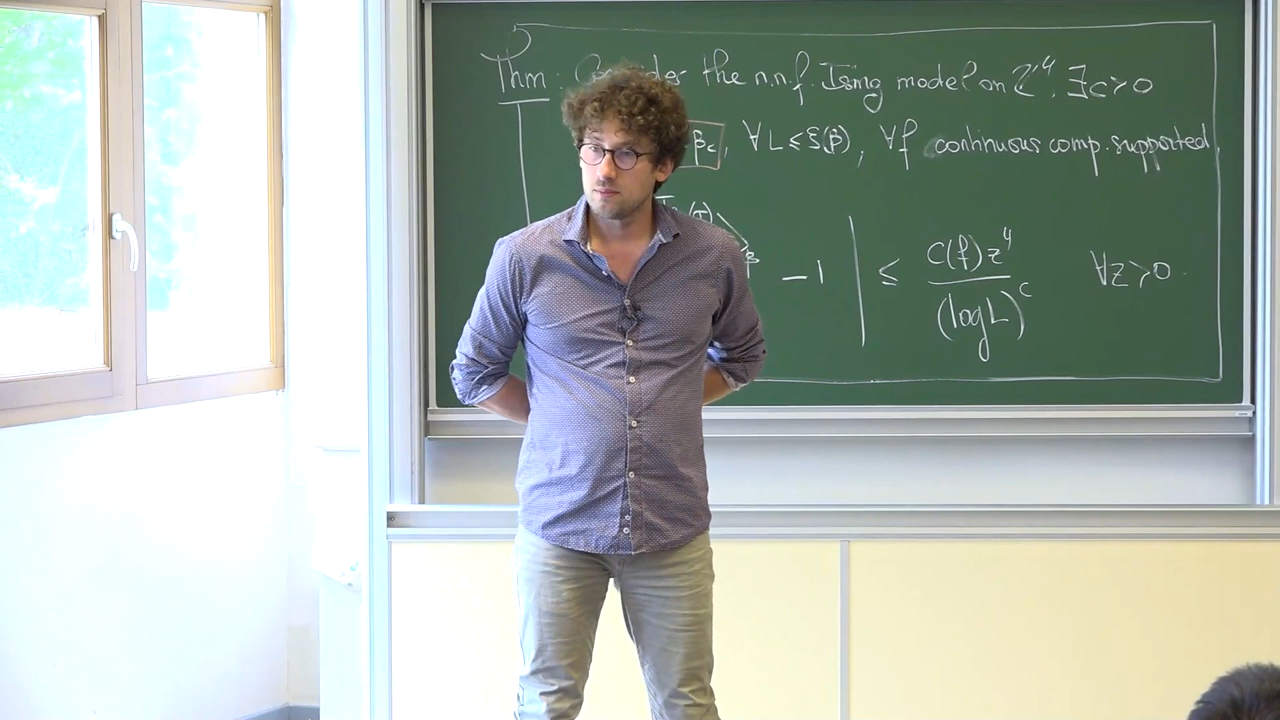 Thm: Consider the n.n.f. Ising model on ℤ⁴. ∃c>0
β_c, ∀L ≤ ξ(β), ∀f continuous comp. supported,
− 1 | ≤ C(f) z⁴ / (log L)^c ∀z>0.